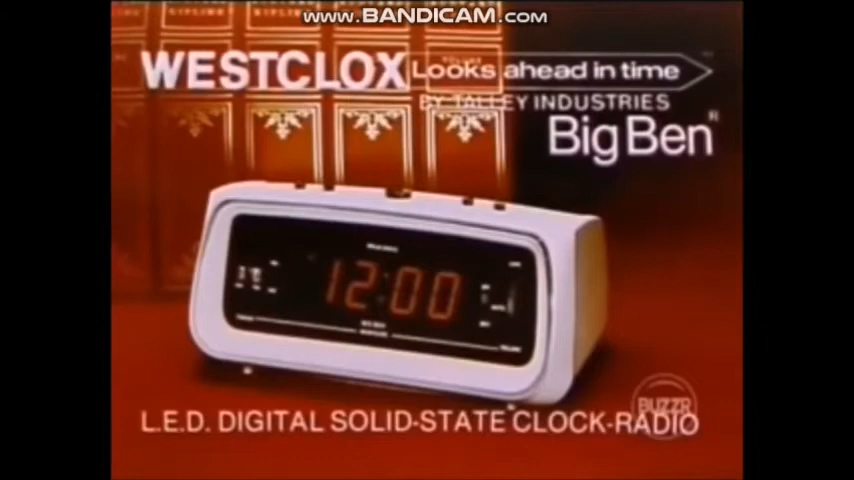 www.BANDICAM.com
KIPLING
WESTCLOX Looks ahead in time
BY TALLEY INDUSTRIES
Big Ben®
12:00
L.E.D. DIGITAL SOLID-STATE CLOCK-RADIO
BUZZR